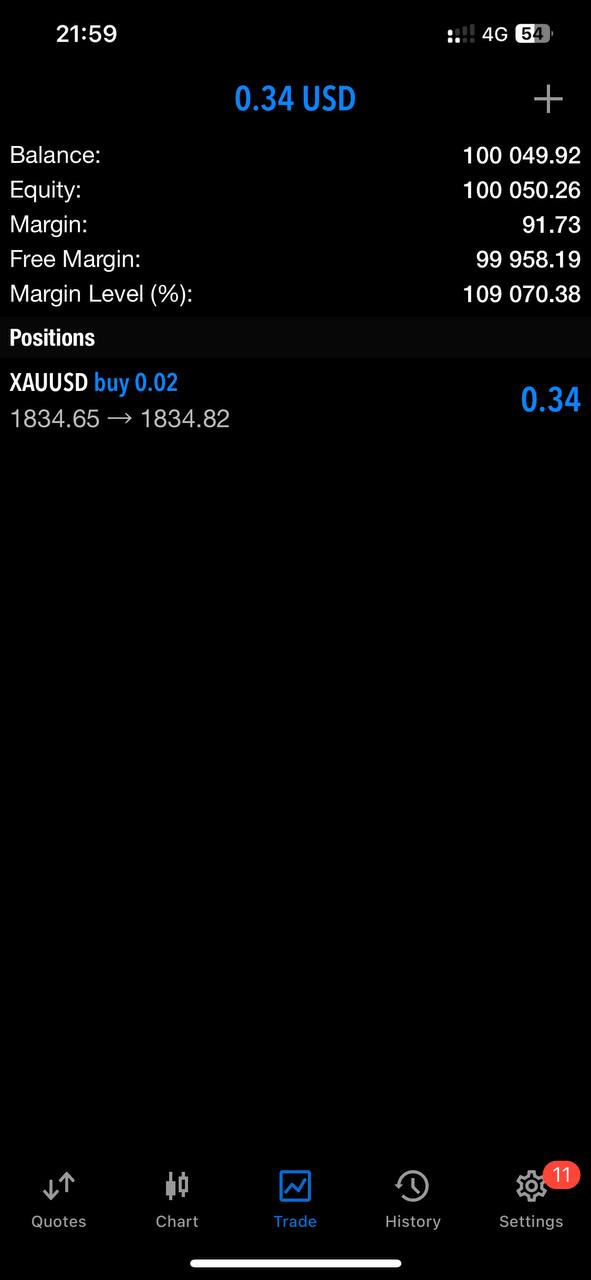 21:59 4G 54
0.34 USD
Balance: 100 049.92
Equity: 100 050.26
Margin: 91.73
Free Margin: 99 958.19
Margin Level (%): 109 070.38
Positions
XAUUSD buy 0.02
0.34
1834.65 → 1834.82
11
Quotes Chart Trade History Settings